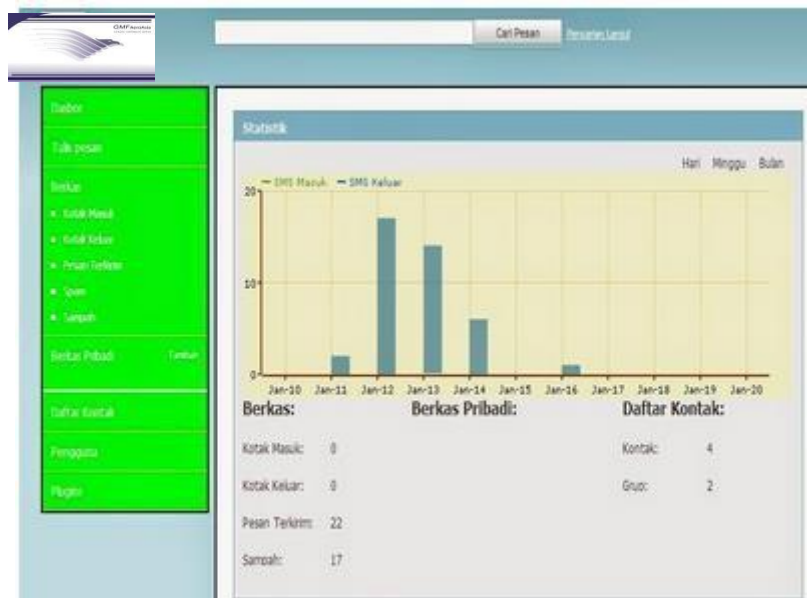 GMF AeroAsia
Cari Pesan Pencarian Lanjut
Dasbor
Tulis pesan
Berkas
Kotak Masuk
Kotak Keluar
Pesan Terkirim
Spam
Sampah
Berkas Pribadi Tambah
Daftar Kontak
Pengguna
Plugins
Statistik
Hari Minggu Bulan
SMS Masuk SMS Keluar
20
10
0
Jan-10 Jan-11 Jan-12 Jan-13 Jan-14 Jan-15 Jan-16 Jan-17 Jan-18 Jan-19 Jan-20
Berkas: Berkas Pribadi: Daftar Kontak:
Kotak Masuk: 0 Kontak: 4
Kotak Keluar: 0 Grup: 2
Pesan Terkirim: 22
Sampah: 17